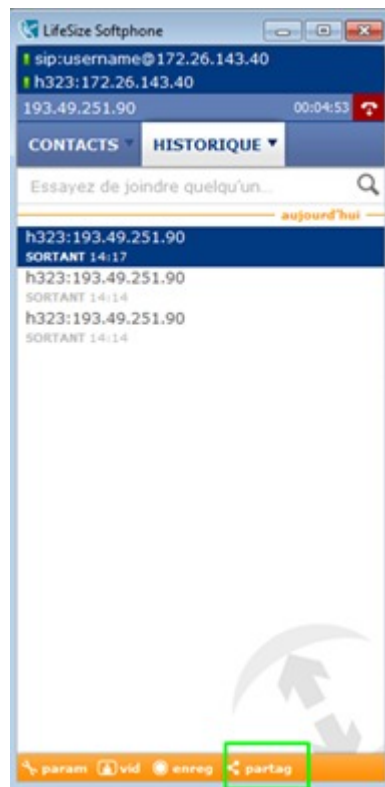 LifeSize Softphone
sip:username@172.26.143.40
h323:172.26.143.40
193.49.251.90 00:04:53
CONTACTS HISTORIQUE
Essayez de joindre quelqu'un...
aujourd'hui
h323:193.49.251.90
SORTANT 14:17
h323:193.49.251.90
SORTANT 14:14
h323:193.49.251.90
SORTANT 14:14
param vid enreg partag